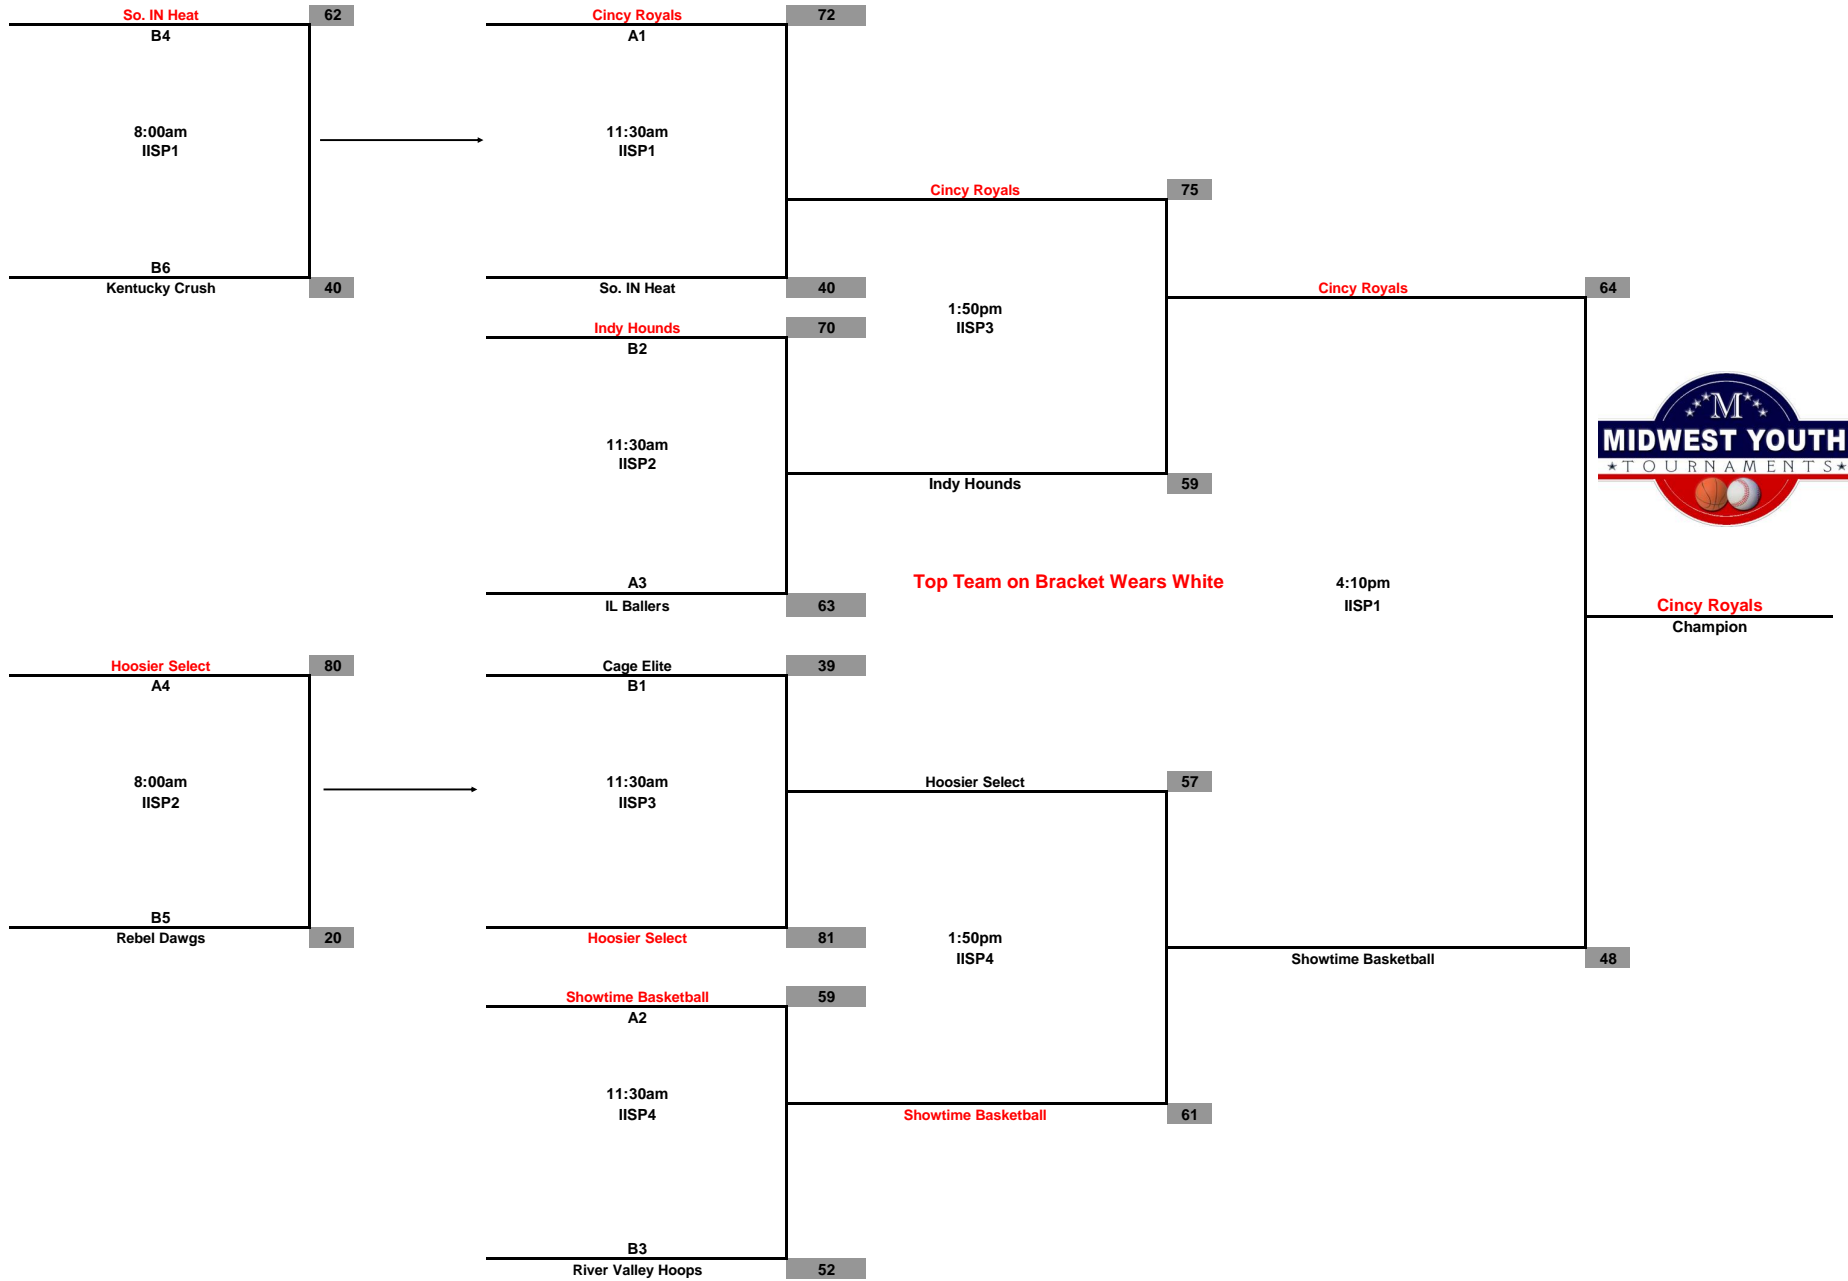 So. IN Heat 62
B4
8:00am
IISP1
B6
Kentucky Crush 40
Cincy Royals 72
A1
11:30am
IISP1
So. IN Heat 40
Indy Hounds 70
B2
11:30am
IISP2
A3
IL Ballers 63
Cincy Royals 75
1:50pm
IISP3
Indy Hounds 59
Top Team on Bracket Wears White
Cincy Royals 64
4:10pm
IISP1
M
MIDWEST YOUTH
TOURNAMENTS
Cincy Royals
Champion
Hoosier Select 80
A4
8:00am
IISP2
B5
Rebel Dawgs 20
Cage Elite 39
B1
11:30am
IISP3
Hoosier Select 81
Showtime Basketball 59
A2
11:30am
IISP4
B3
River Valley Hoops 52
Hoosier Select 57
1:50pm
IISP4
Showtime Basketball 61
Showtime Basketball 48